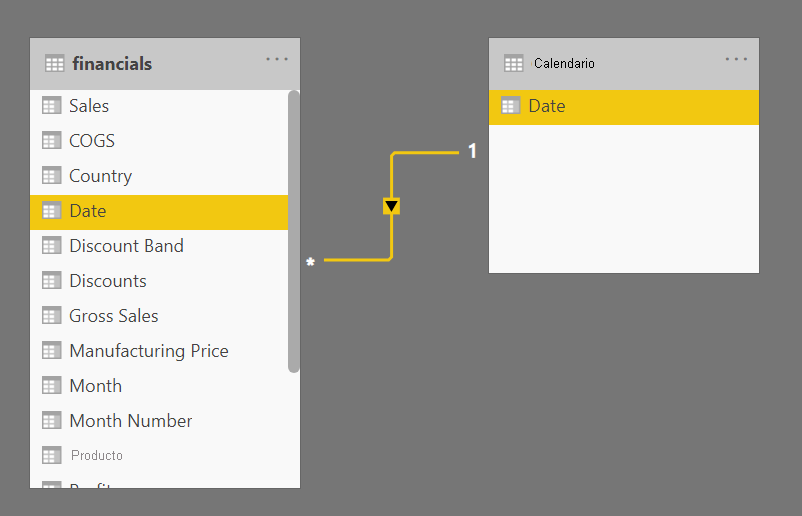 financials
Sales
COGS
Country
Date
Discount Band
Discounts
Gross Sales
Manufacturing Price
Month
Month Number
Producto
Profit
*
1
Calendario
Date